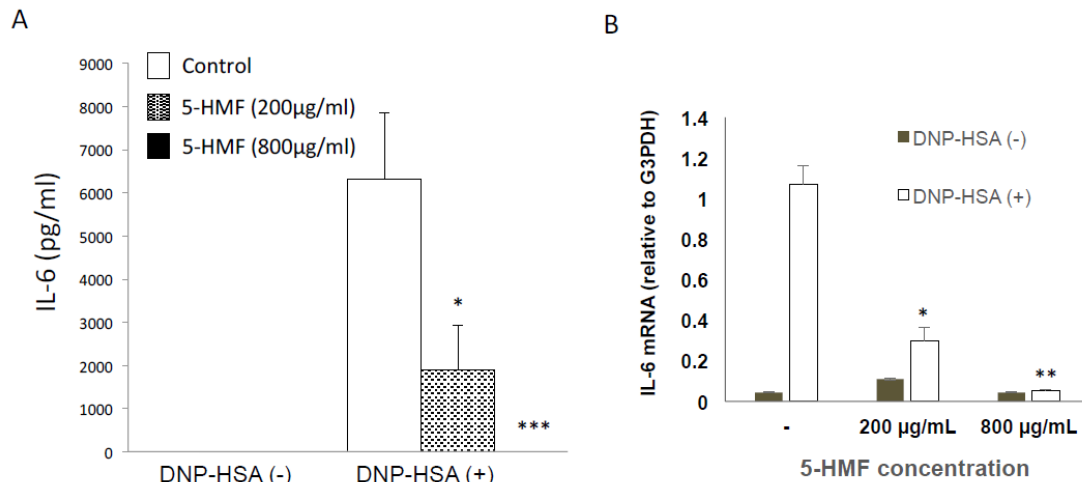 A
IL-6 (pg/ml)
9000
8000
7000
6000
5000
4000
3000
2000
1000
0
Control
5-HMF (200µg/ml)
5-HMF (800µg/ml)
*
***
DNP-HSA (-)
DNP-HSA (+)
B
IL-6 mRNA (relative to G3PDH)
1.4
1.2
1
0.8
0.6
0.4
0.2
0
DNP-HSA (-)
DNP-HSA (+)
*
**
-
200 µg/mL
800 µg/mL
5-HMF concentration